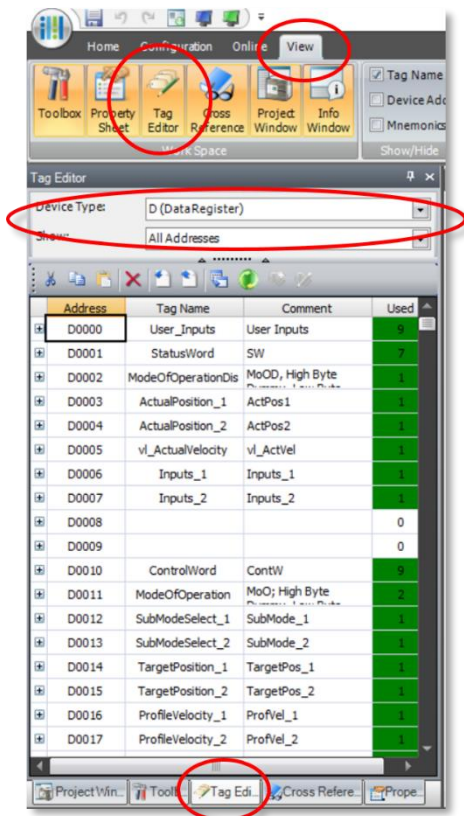 Home Configuration Online View
Toolbox Property Sheet Tag Editor Cross Reference Project Window Info Window
Work Space
Tag Name
Device Add
Mnemonics
Show/Hide
Tag Editor
Device Type: D (DataRegister)
Show: All Addresses
Address Tag Name Comment Used
D0000 User_Inputs User Inputs 9
D0001 StatusWord SW 7
D0002 ModeOfOperationDis MoOD, High Byte 1
D0003 ActualPosition_1 ActPos1 1
D0004 ActualPosition_2 ActPos2 1
D0005 vl_ActualVelocity vl_ActVel 1
D0006 Inputs_1 Inputs_1 1
D0007 Inputs_2 Inputs_2 1
D0008 0
D0009 0
D0010 ControlWord ContW 9
D0011 ModeOfOperation MoO; High Byte 2
D0012 SubModeSelect_1 SubMode_1 1
D0013 SubModeSelect_2 SubMode_2 1
D0014 TargetPosition_1 TargetPos_1 1
D0015 TargetPosition_2 TargetPos_2 1
D0016 ProfileVelocity_1 ProfVel_1 1
D0017 ProfileVelocity_2 ProfVel_2 1
Project Win... Toolb... Tag Edi... Cross Refere... Prope...